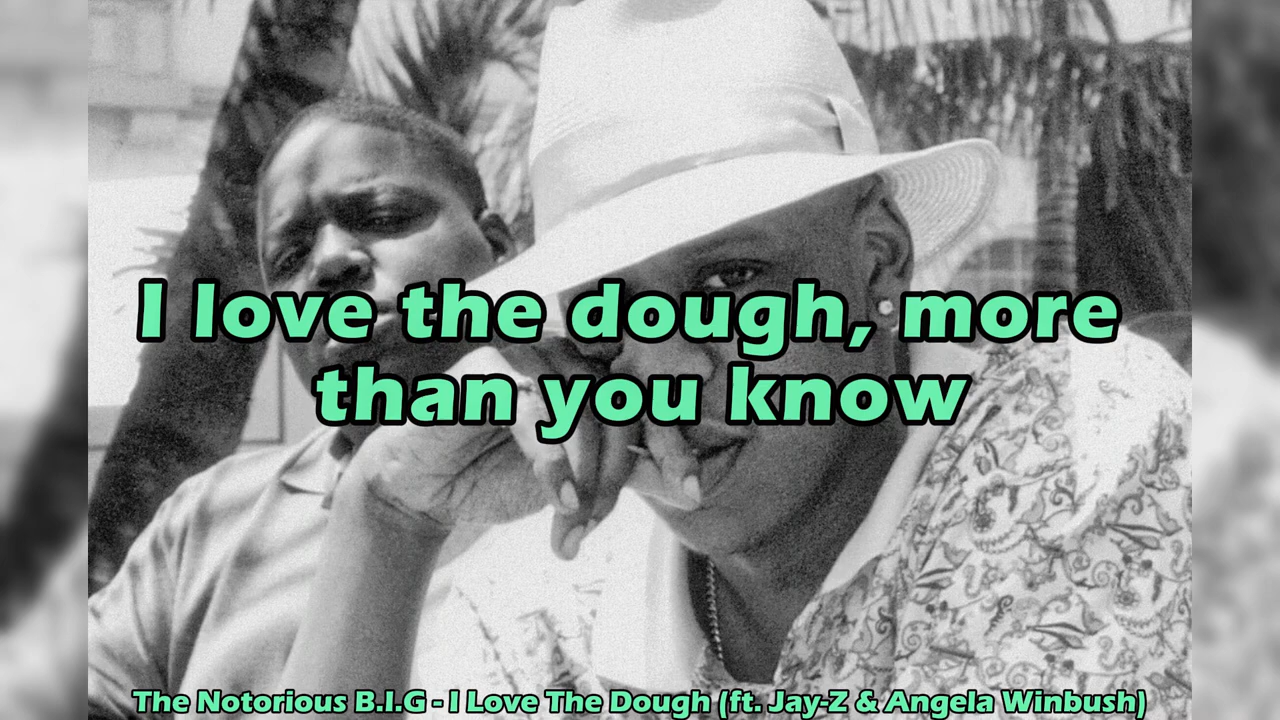 I love the dough, more
than you know
The Notorious B.I.G - I Love The Dough (ft. Jay-Z & Angela Winbush)